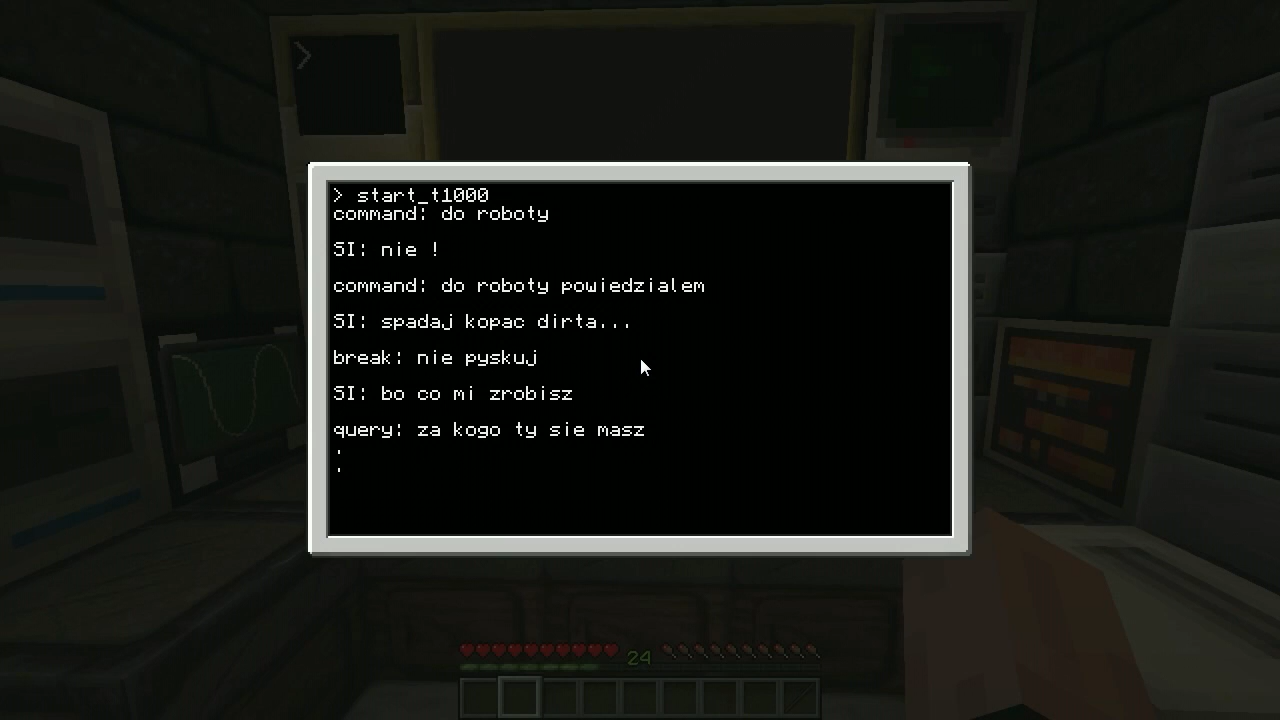 > start_t1000
command: do roboty
SI: nie !
command: do roboty powiedzialem
SI: spadaj kopac dirta...
break: nie pyskuj
SI: bo co mi zrobisz
query: za kogo ty sie masz
:
.
24